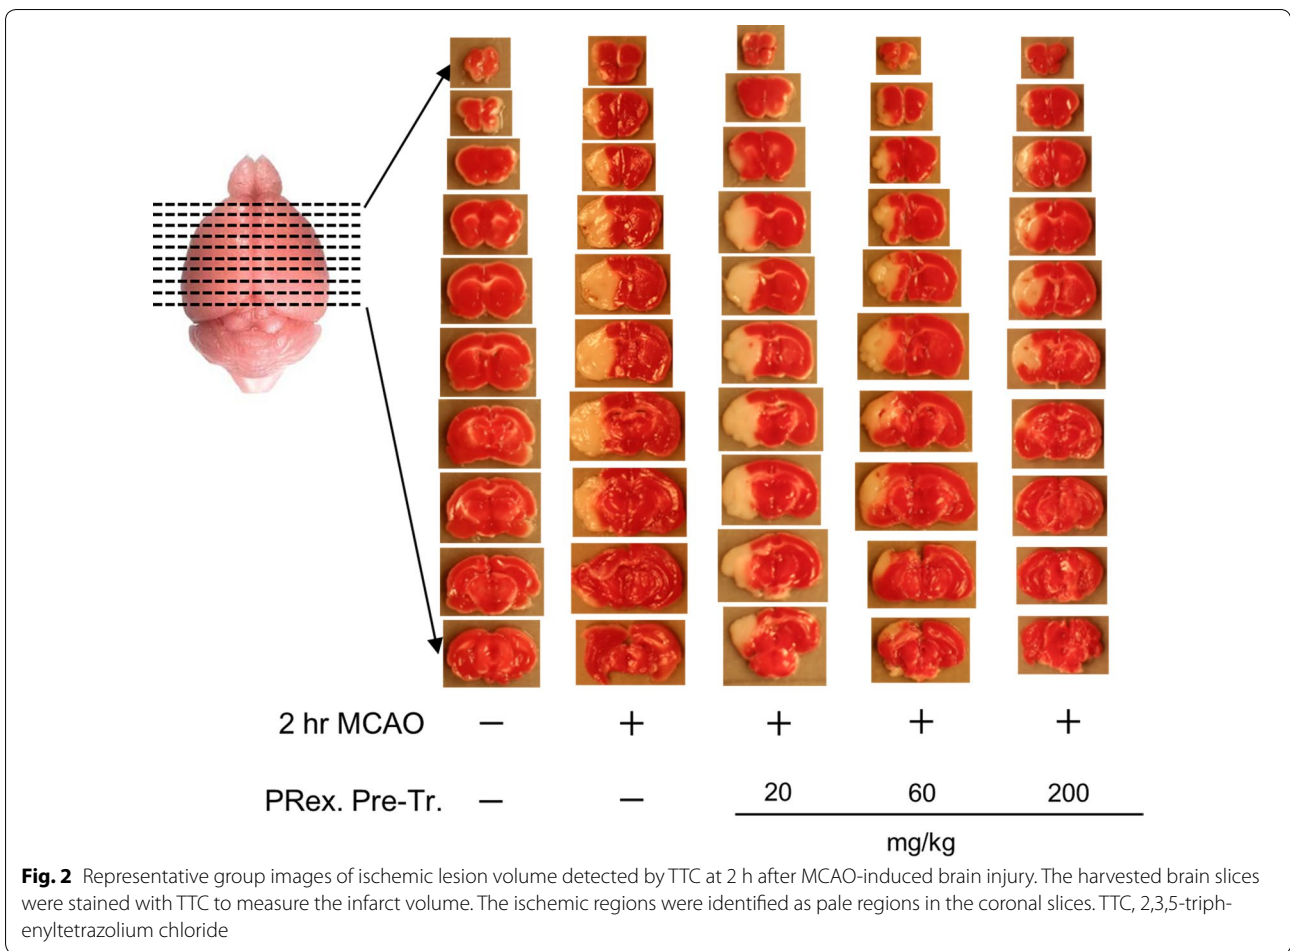 2 hr MCAO − + + + +
PRex. Pre-Tr. − − 20 60 200
mg/kg
Fig. 2 Representative group images of ischemic lesion volume detected by TTC at 2 h after MCAO-induced brain injury. The harvested brain slices
were stained with TTC to measure the infarct volume. The ischemic regions were identified as pale regions in the coronal slices. TTC, 2,3,5-triph-
enyltetrazolium chloride